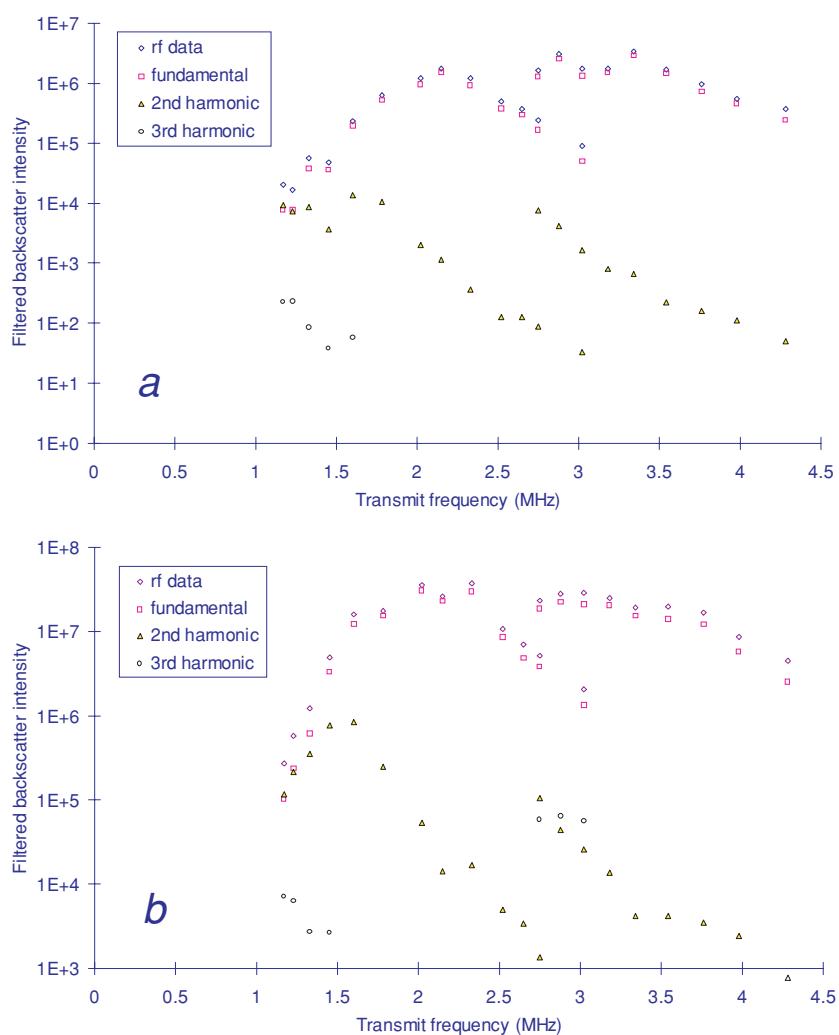 rf data
fundamental
2nd harmonic
3rd harmonic
Filtered backscatter intensity
1E+7
1E+6
1E+5
1E+4
1E+3
1E+2
1E+1
1E+0
a
0 0.5 1 1.5 2 2.5 3 3.5 4 4.5
Transmit frequency (MHz)
rf data
fundamental
2nd harmonic
3rd harmonic
Filtered backscatter intensity
1E+8
1E+7
1E+6
1E+5
1E+4
1E+3
b
0 0.5 1 1.5 2 2.5 3 3.5 4 4.5
Transmit frequency (MHz)